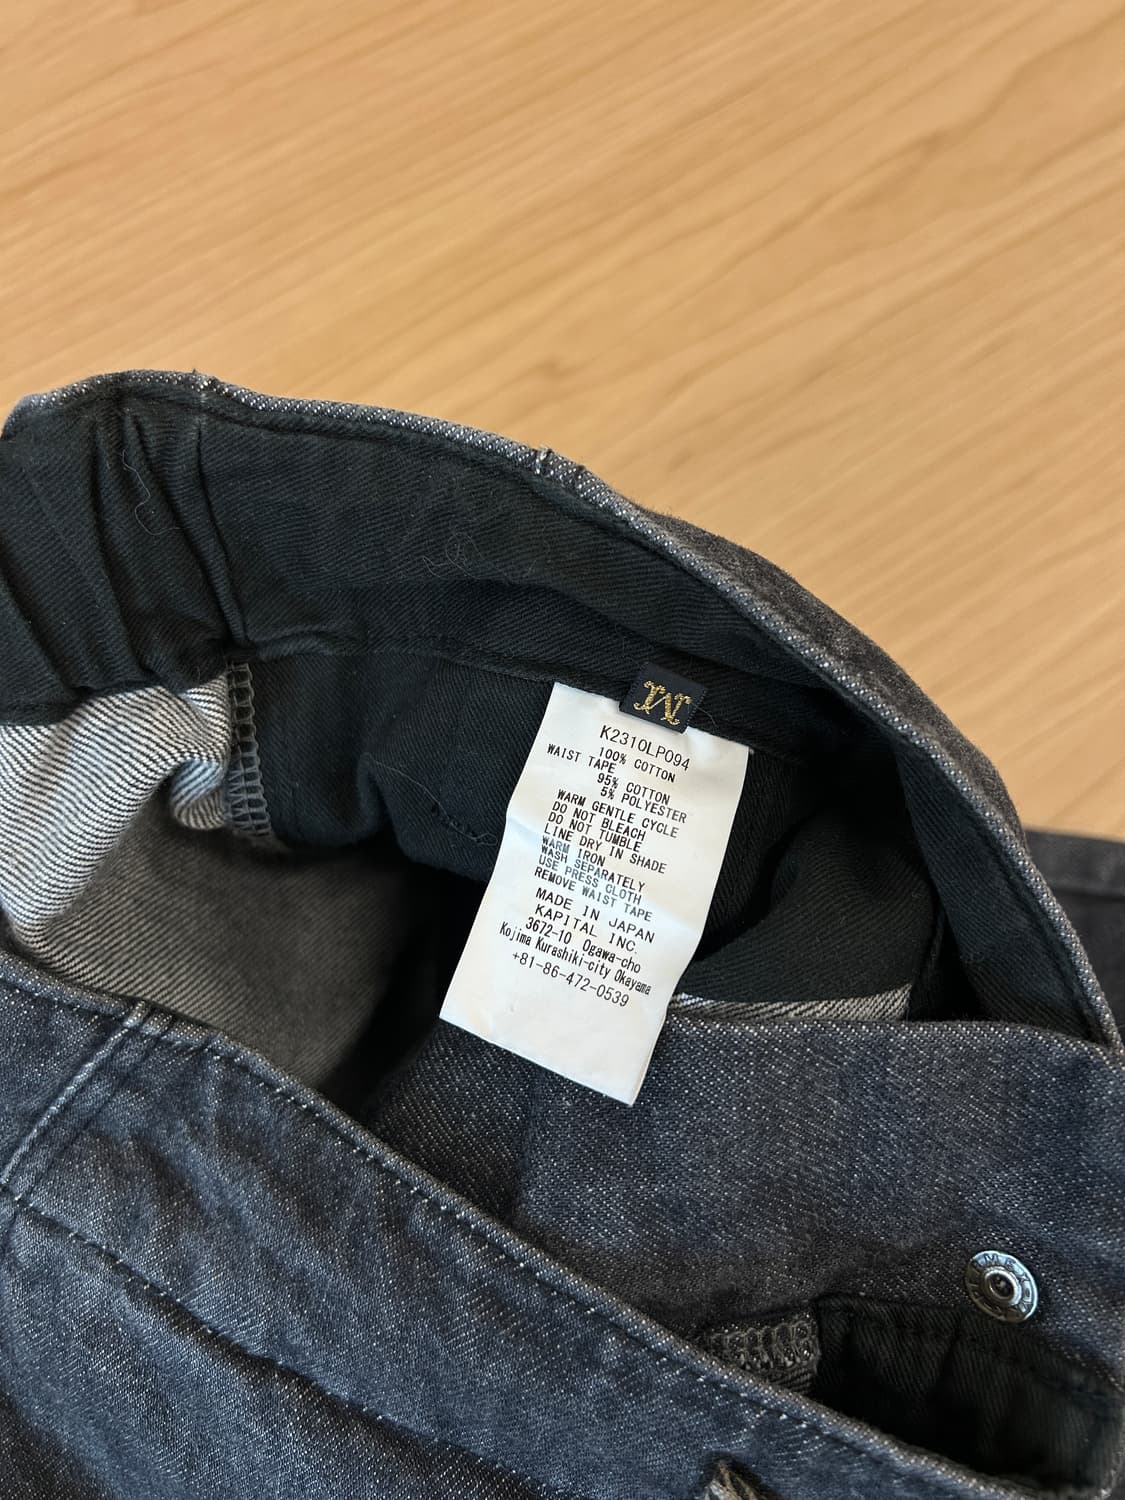 M
K2310LP094
100% COTTON
WAIST TAPE
95% COTTON
5% POLYESTER
WARM GENTLE CYCLE
DO NOT BLEACH
DO NOT TUMBLE
LINE DRY IN SHADE
WARM IRON
WASH SEPARATELY
USE PRESS CLOTH
REMOVE WAIST TAPE
MADE IN JAPAN
KAPITAL INC.
3672-10 Ogawa-cho
Kojima Kurashiki-city Okayama
+81-86-472-0539